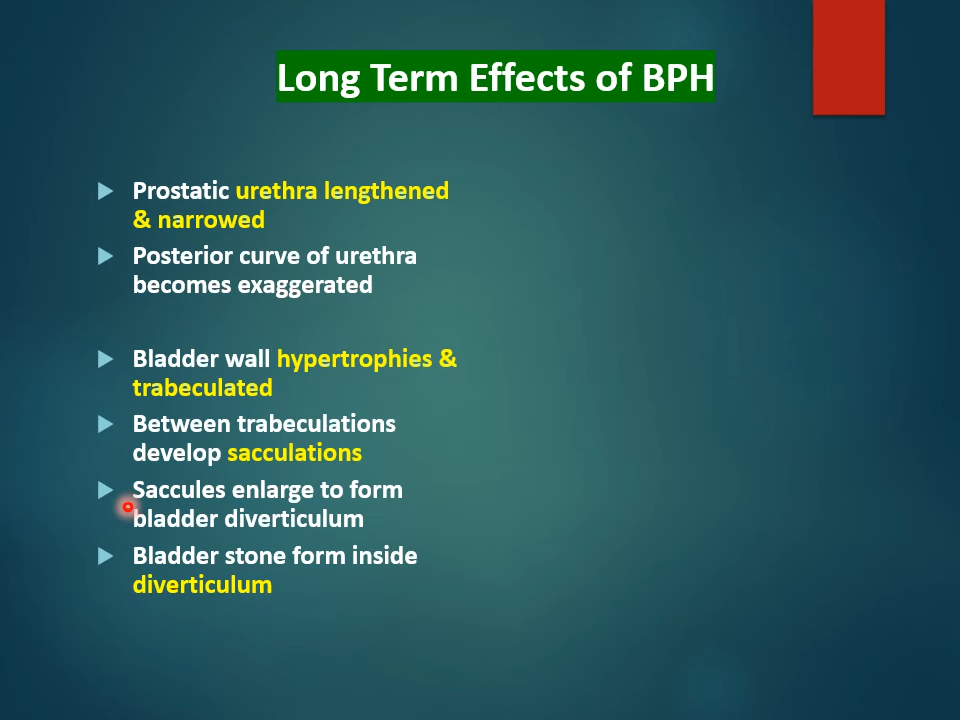 Long Term Effects of BPH
Prostatic urethra lengthened
& narrowed
Posterior curve of urethra
becomes exaggerated
Bladder wall hypertrophies &
trabeculated
Between trabeculations
develop sacculations
Saccules enlarge to form
bladder diverticulum
Bladder stone form inside
diverticulum